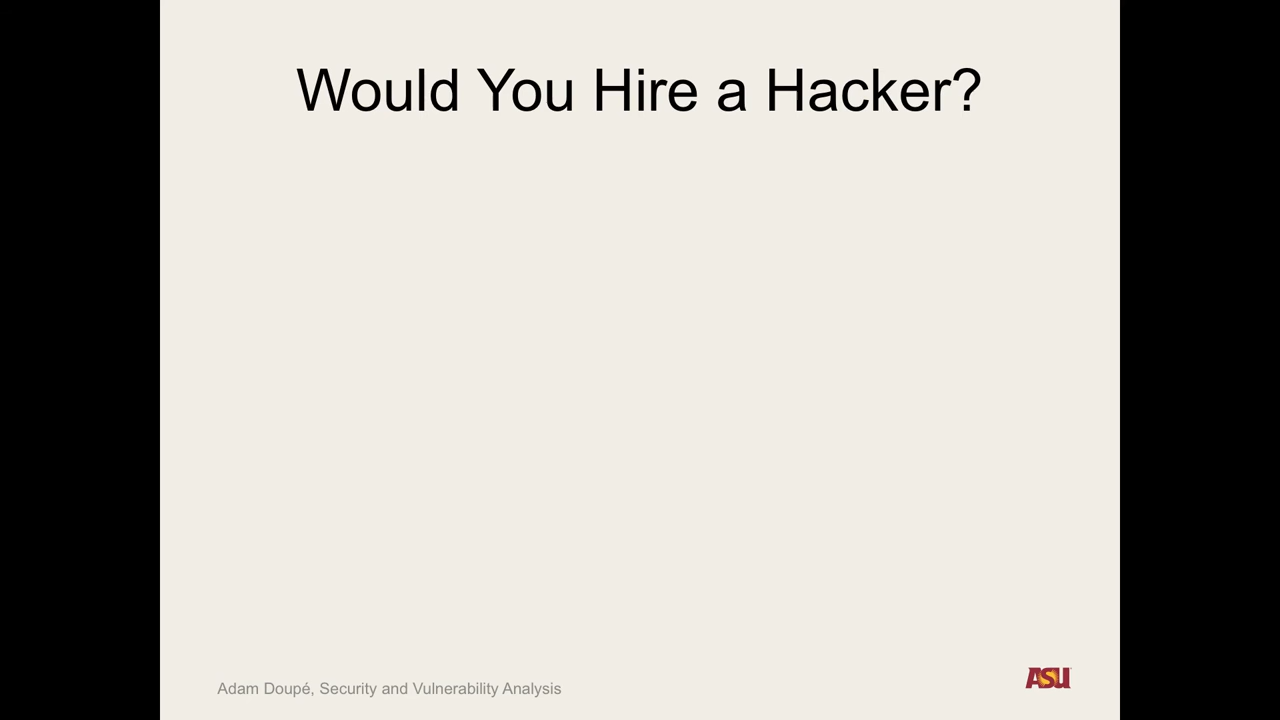 Would You Hire a Hacker?
Adam Doupé, Security and Vulnerability Analysis
ASU